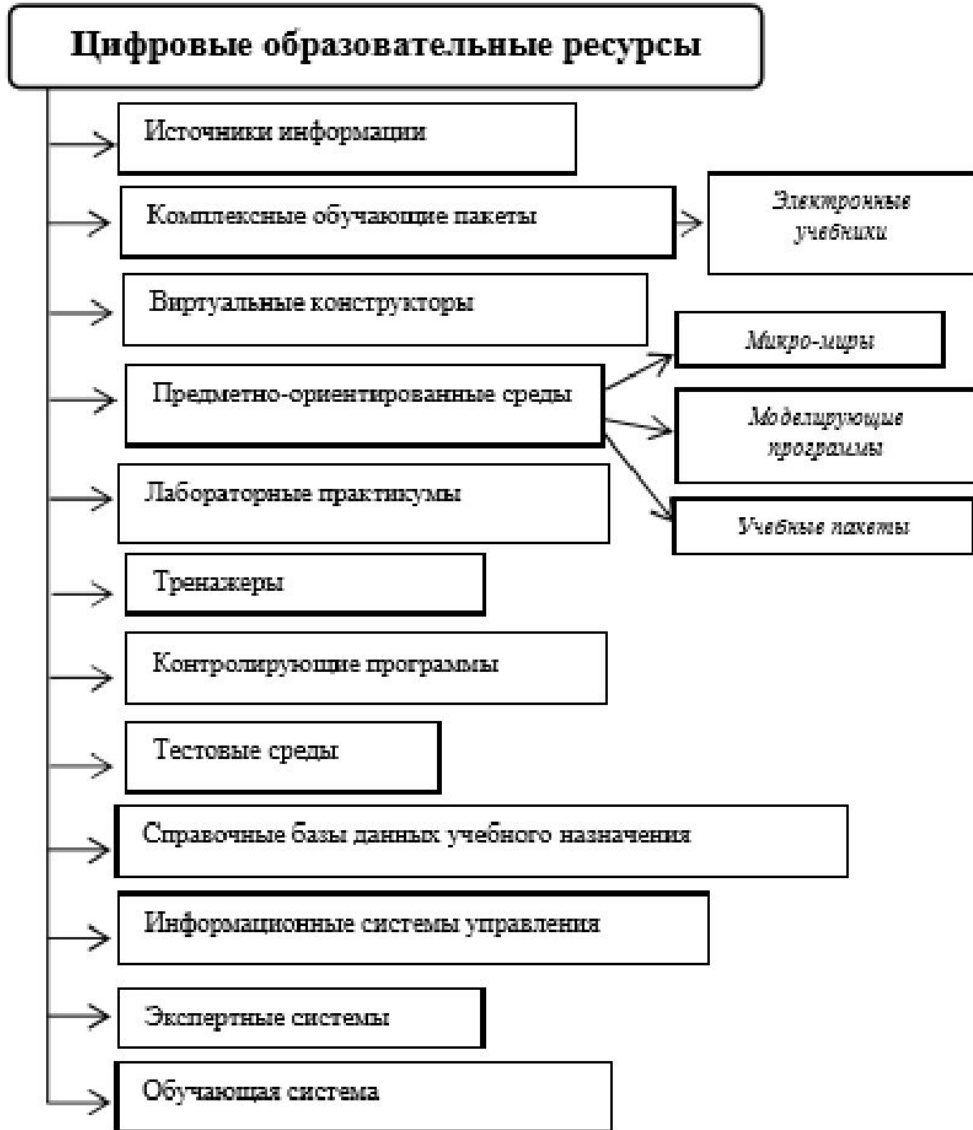 Цифровые образовательные ресурсы
Источники информации
Комплексные обучающие пакеты
Электронные
учебники
Виртуальные конструкторы
Предметно-ориентированные среды
Микро-миры
Моделирующие
программы
Учебные пакеты
Лабораторные практикумы
Тренажеры
Контролирующие программы
Тестовые среды
Справочные базы данных учебного назначения
Информационные системы управления
Экспертные системы
Обучающая система